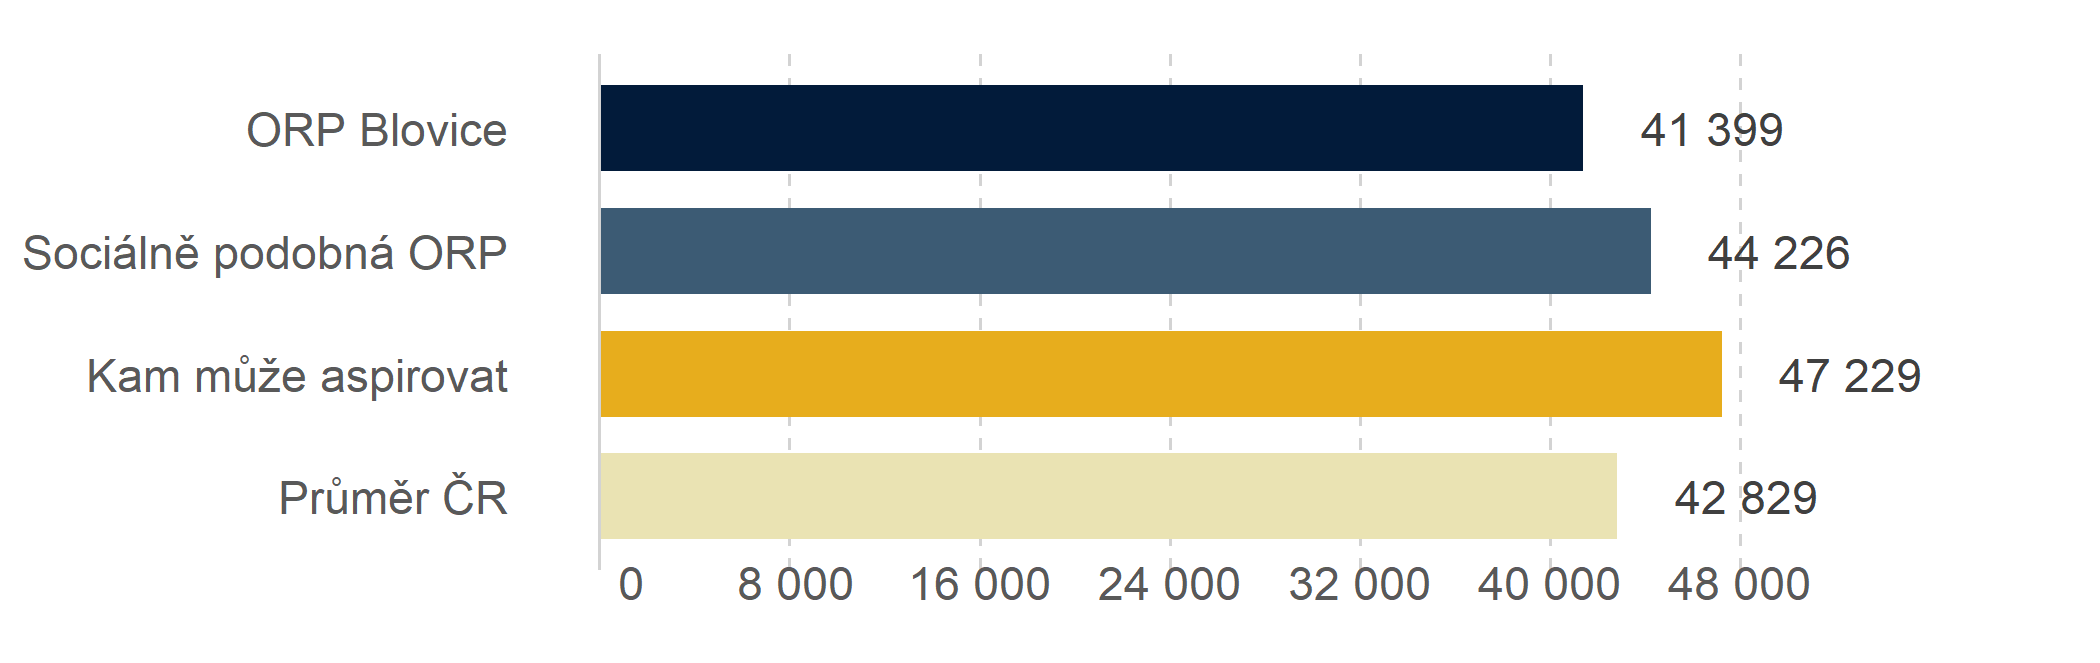 ORP Blovice 41 399
Sociálně podobná ORP 44 226
Kam může aspirovat 47 229
Průměr ČR 42 829
0 8 000 16 000 24 000 32 000 40 000 48 000